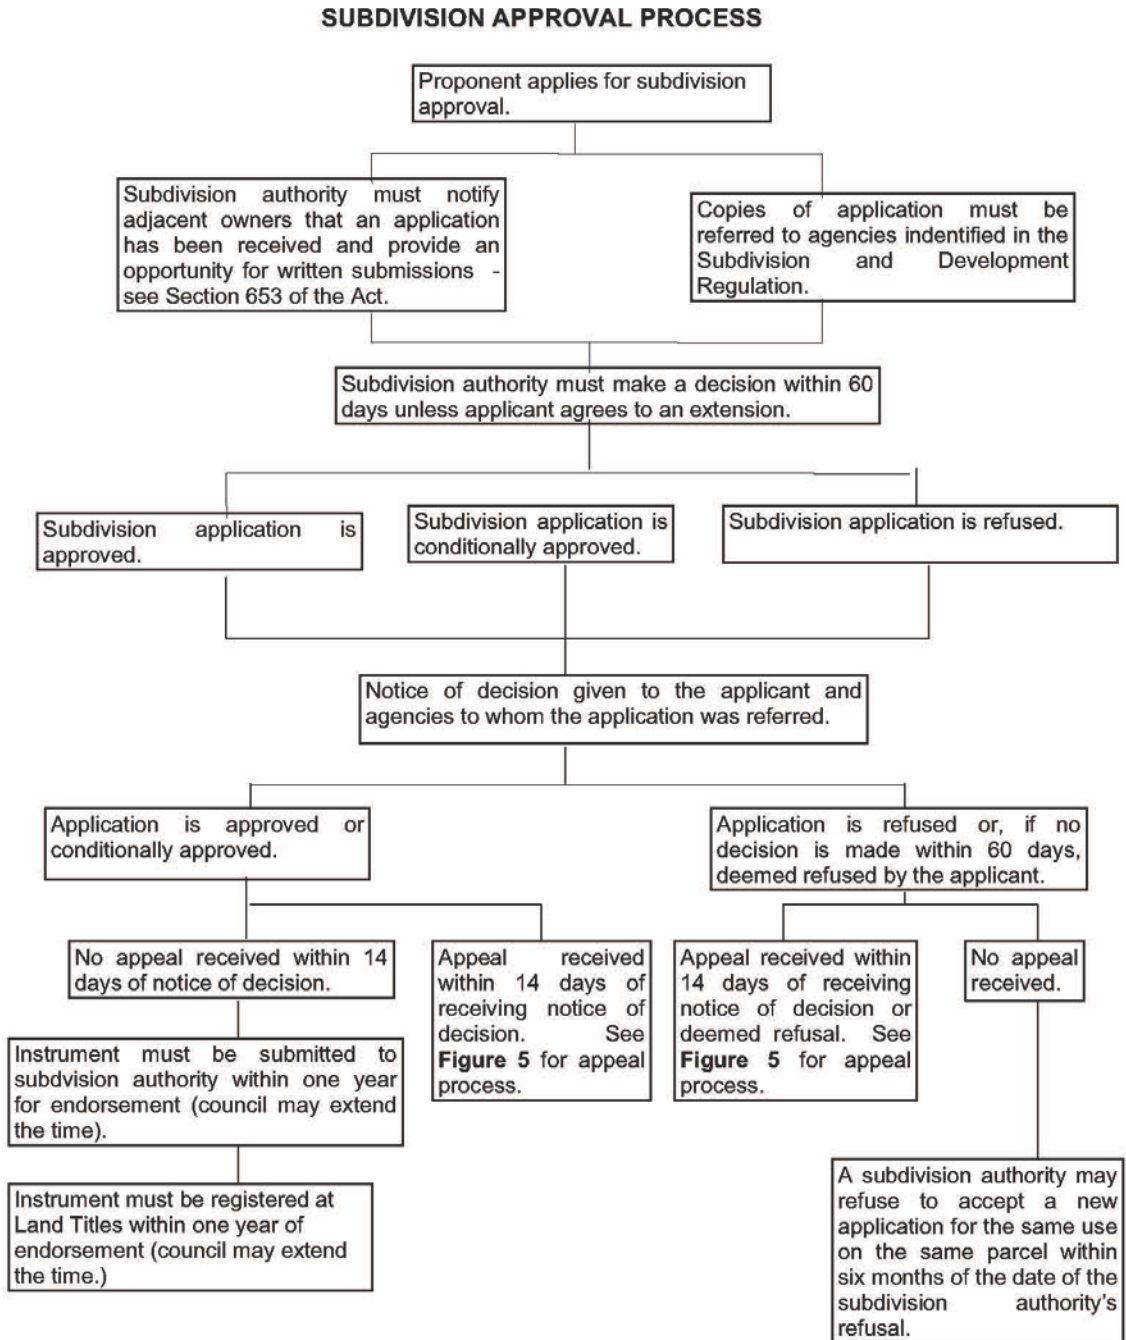 SUBDIVISION APPROVAL PROCESS
Proponent applies for subdivision
approval.
Subdivision authority must notify
adjacent owners that an application
has been received and provide an
opportunity for written submissions -
see Section 653 of the Act.
Copies of application must be
referred to agencies indentified in the
Subdivision and Development
Regulation.
Subdivision authority must make a decision within 60
days unless applicant agrees to an extension.
Subdivision application is
approved.
Subdivision application is
conditionally approved.
Subdivision application is refused.
Notice of decision given to the applicant and
agencies to whom the application was referred.
Application is approved or
conditionally approved.
Application is refused or, if no
decision is made within 60 days,
deemed refused by the applicant.
No appeal received within 14
days of notice of decision.
Appeal received
within 14 days of
receiving notice of
decision. See
Figure 5 for appeal
process.
Appeal received within
14 days of receiving
notice of decision or
deemed refusal. See
Figure 5 for appeal
process.
No appeal
received.
Instrument must be submitted to
subdvision authority within one year
for endorsement (council may extend
the time).
Instrument must be registered at
Land Titles within one year of
endorsement (council may extend
the time.)
A subdivision authority may
refuse to accept a new
application for the same use
on the same parcel within
six months of the date of the
subdivision authority's
refusal.